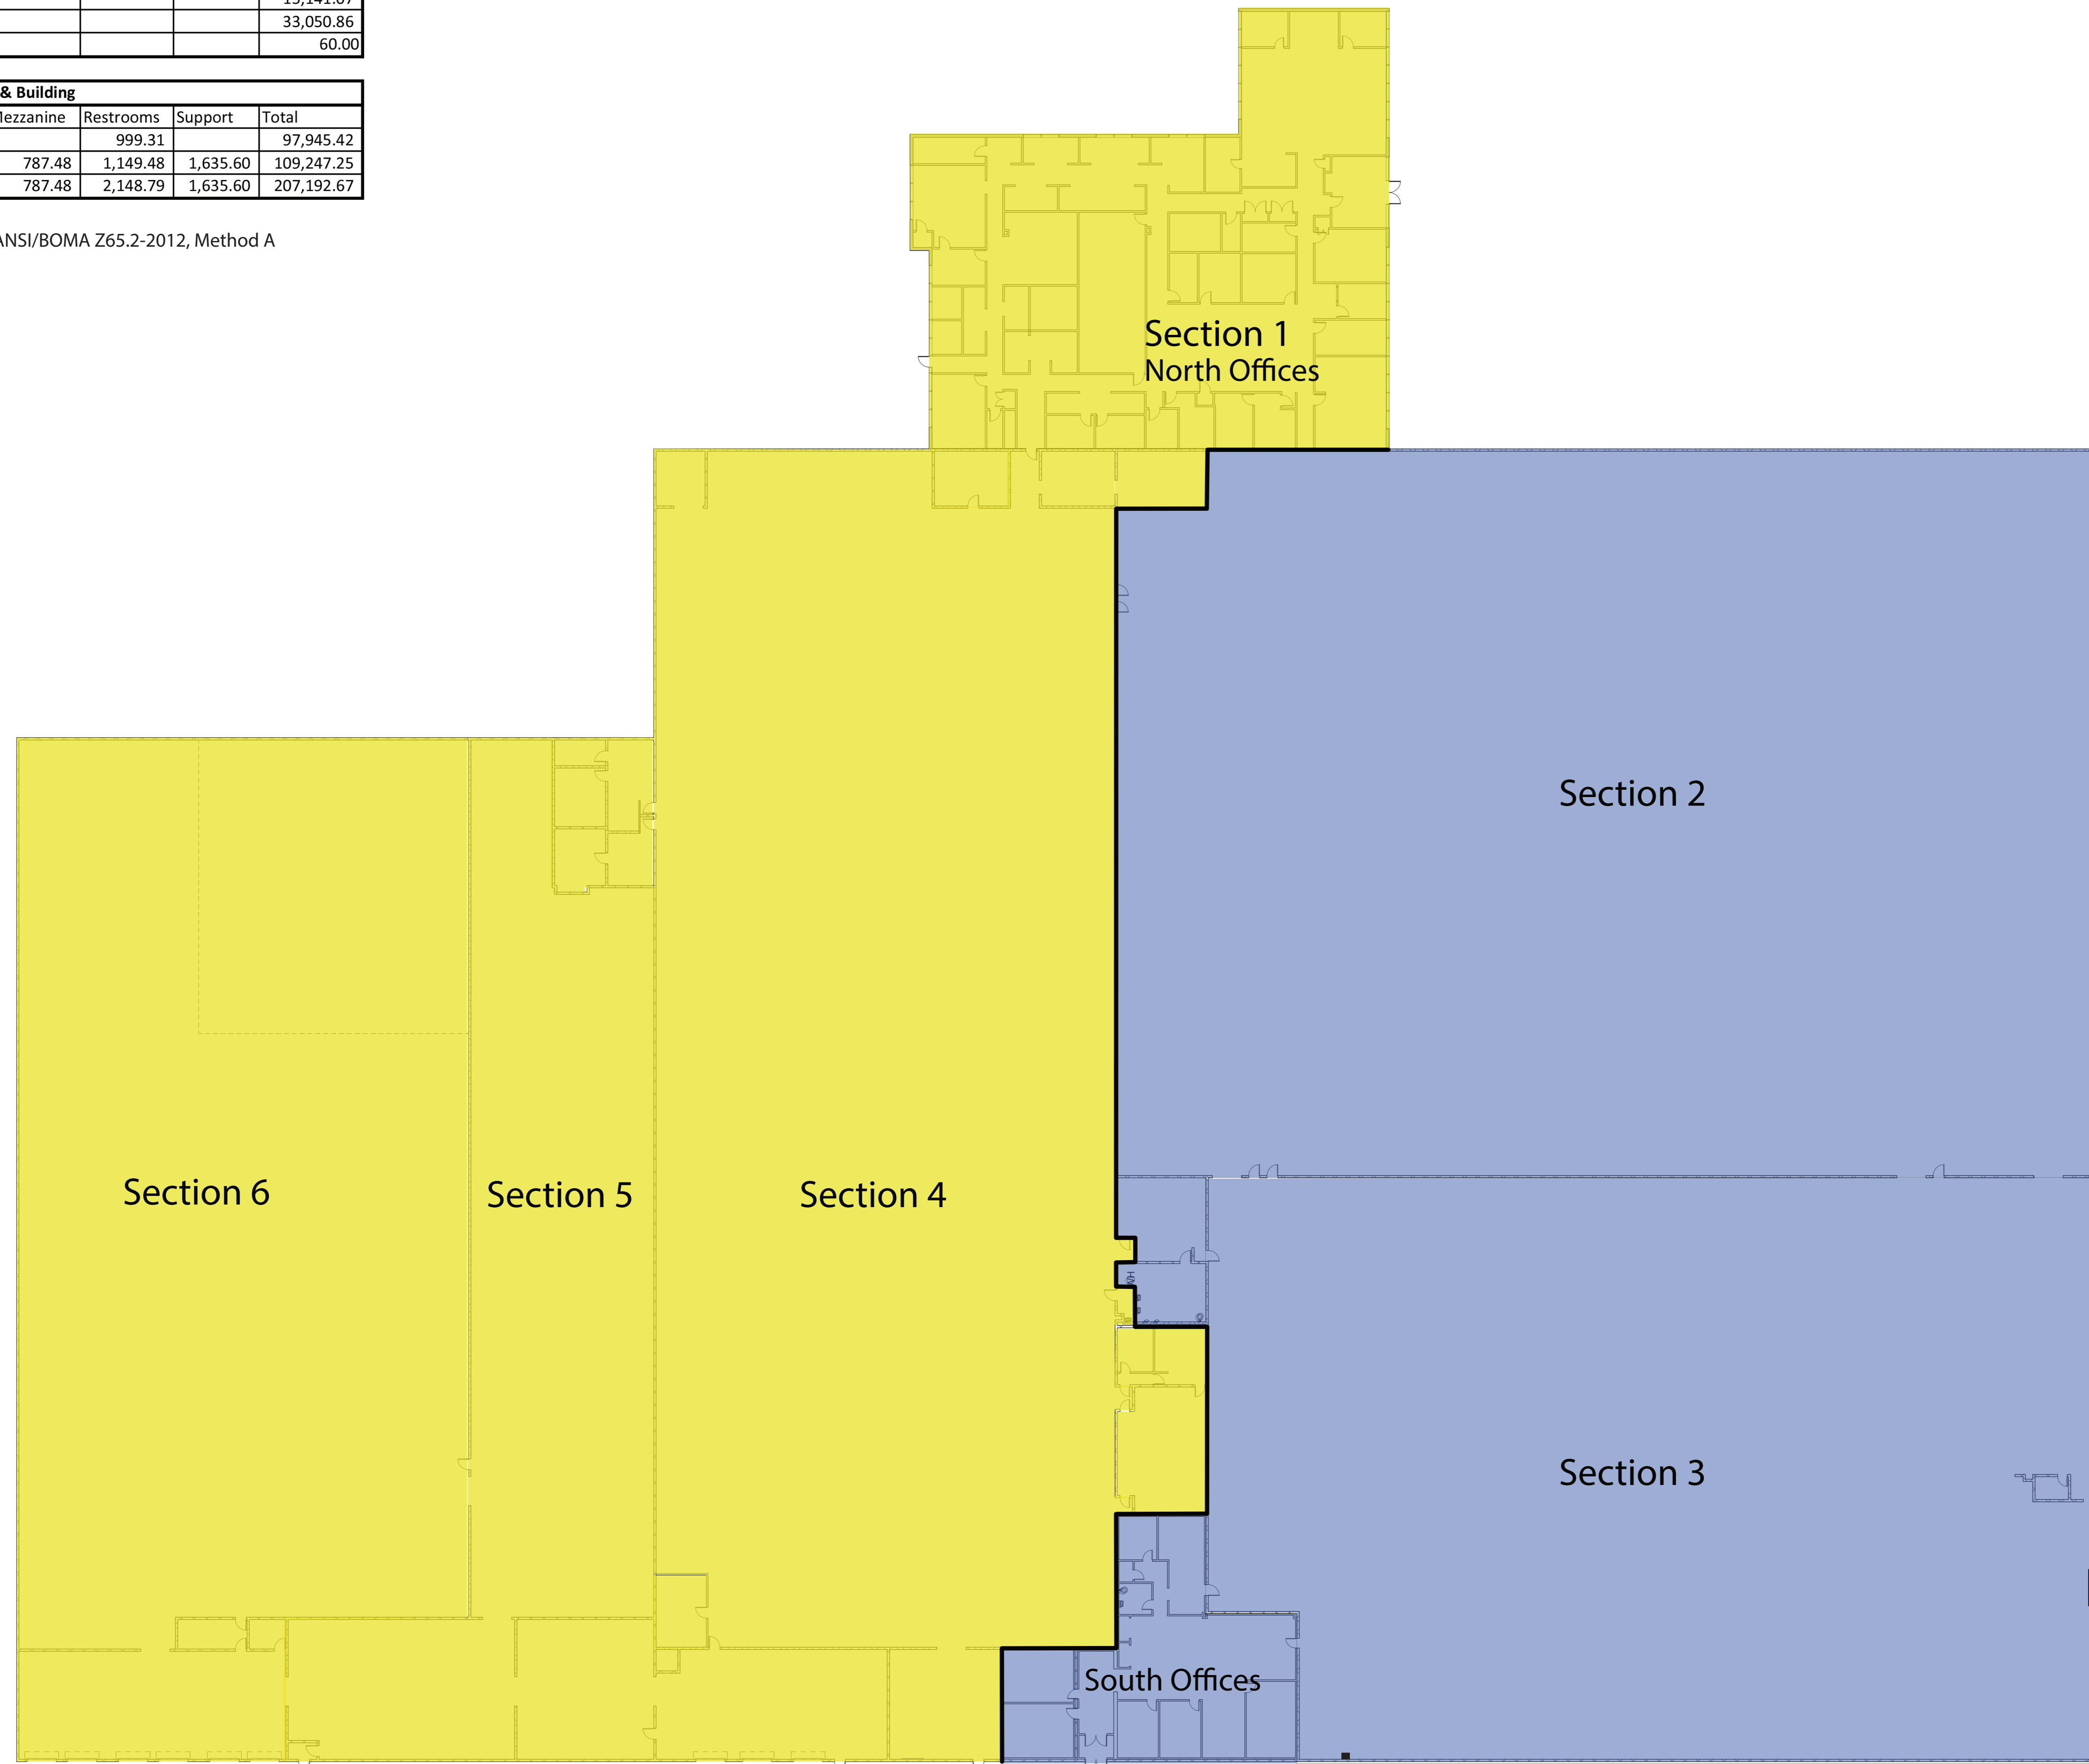 33,050.86
60.00
& Building
Mezzanine Restrooms Support Total
999.31 97,945.42
787.48 1,149.48 1,635.60 109,247.25
787.48 2,148.79 1,635.60 207,192.67
ANSI/BOMA Z65.2-2012, Method A
Section 1
North Offices
Section 2
Section 6
Section 5
Section 4
Section 3
South Offices